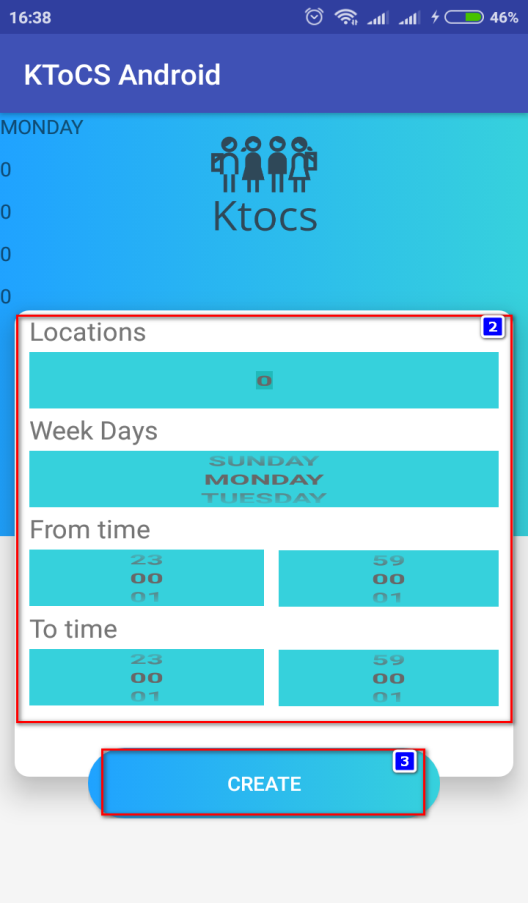 16:38 46%
KToCS Android
MONDAY
0
0
0
0
Ktocs
2
Locations
0
Week Days
SUNDAY
MONDAY
TUESDAY
From time
23 59
00 00
01 01
To time
23 59
00 00
01 01
3
CREATE